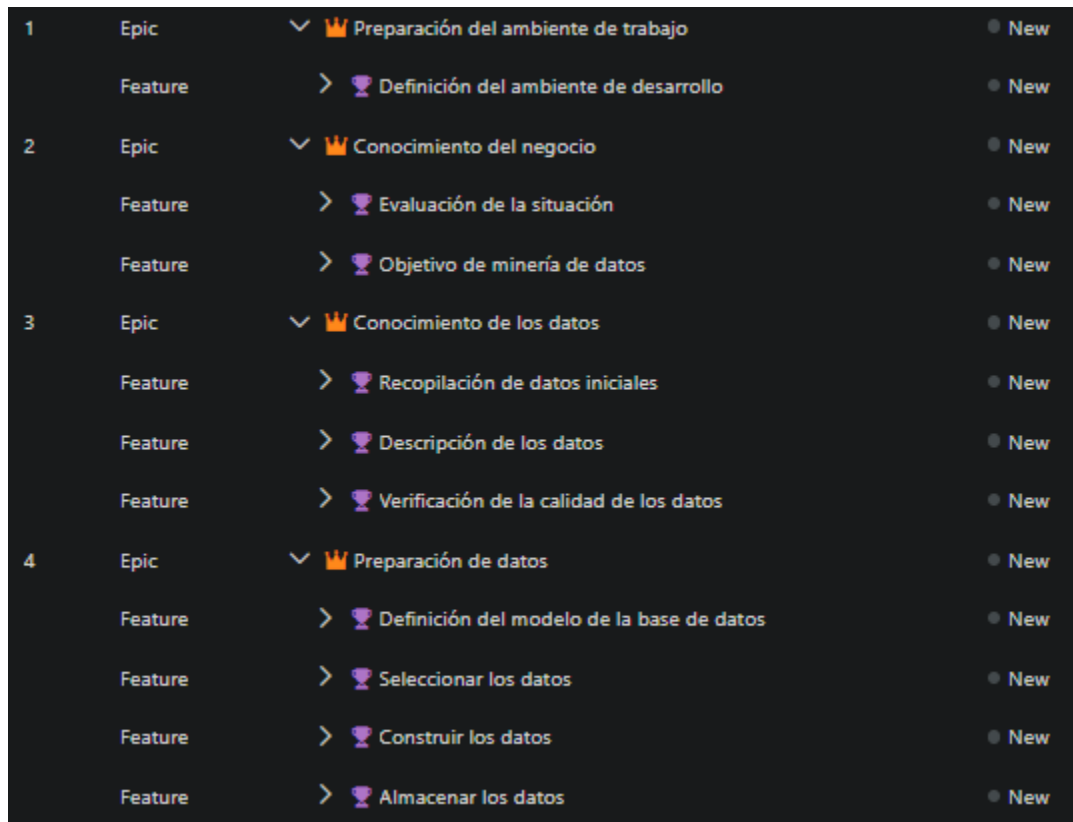 1 Epic Preparación del ambiente de trabajo New
Feature Definición del ambiente de desarrollo New
2 Epic Conocimiento del negocio New
Feature Evaluación de la situación New
Feature Objetivo de minería de datos New
3 Epic Conocimiento de los datos New
Feature Recopilación de datos iniciales New
Feature Descripción de los datos New
Feature Verificación de la calidad de los datos New
4 Epic Preparación de datos New
Feature Definición del modelo de la base de datos New
Feature Seleccionar los datos New
Feature Construir los datos New
Feature Almacenar los datos New